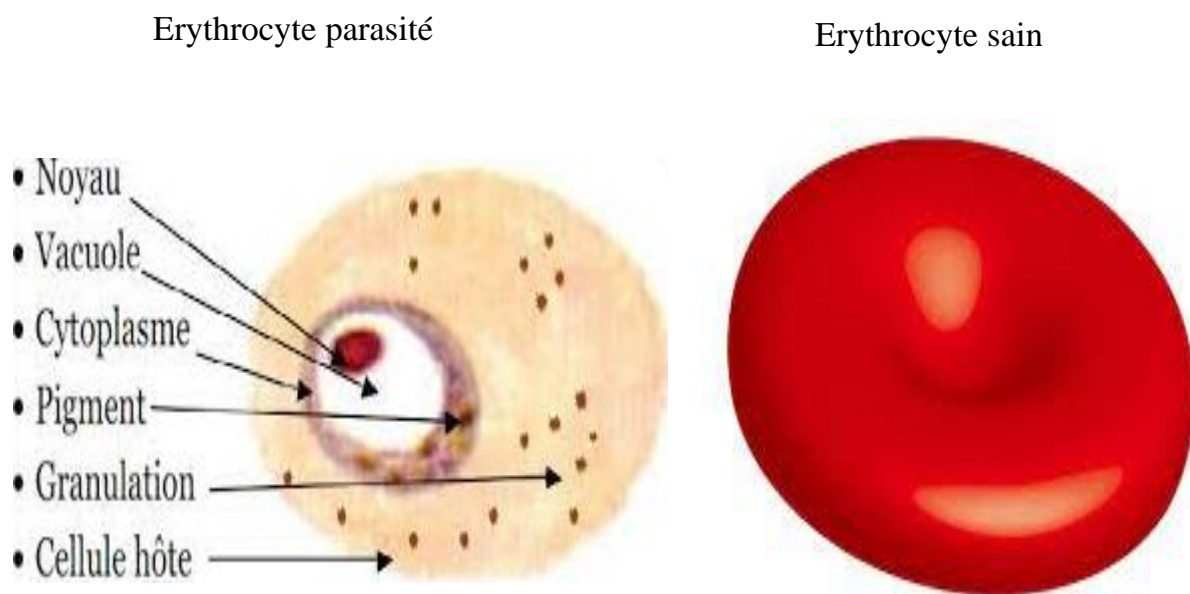 Erythrocyte parasité
Erythrocyte sain
• Noyau
• Vacuole
• Cytoplasme
• Pigment
• Granulation
• Cellule hôte